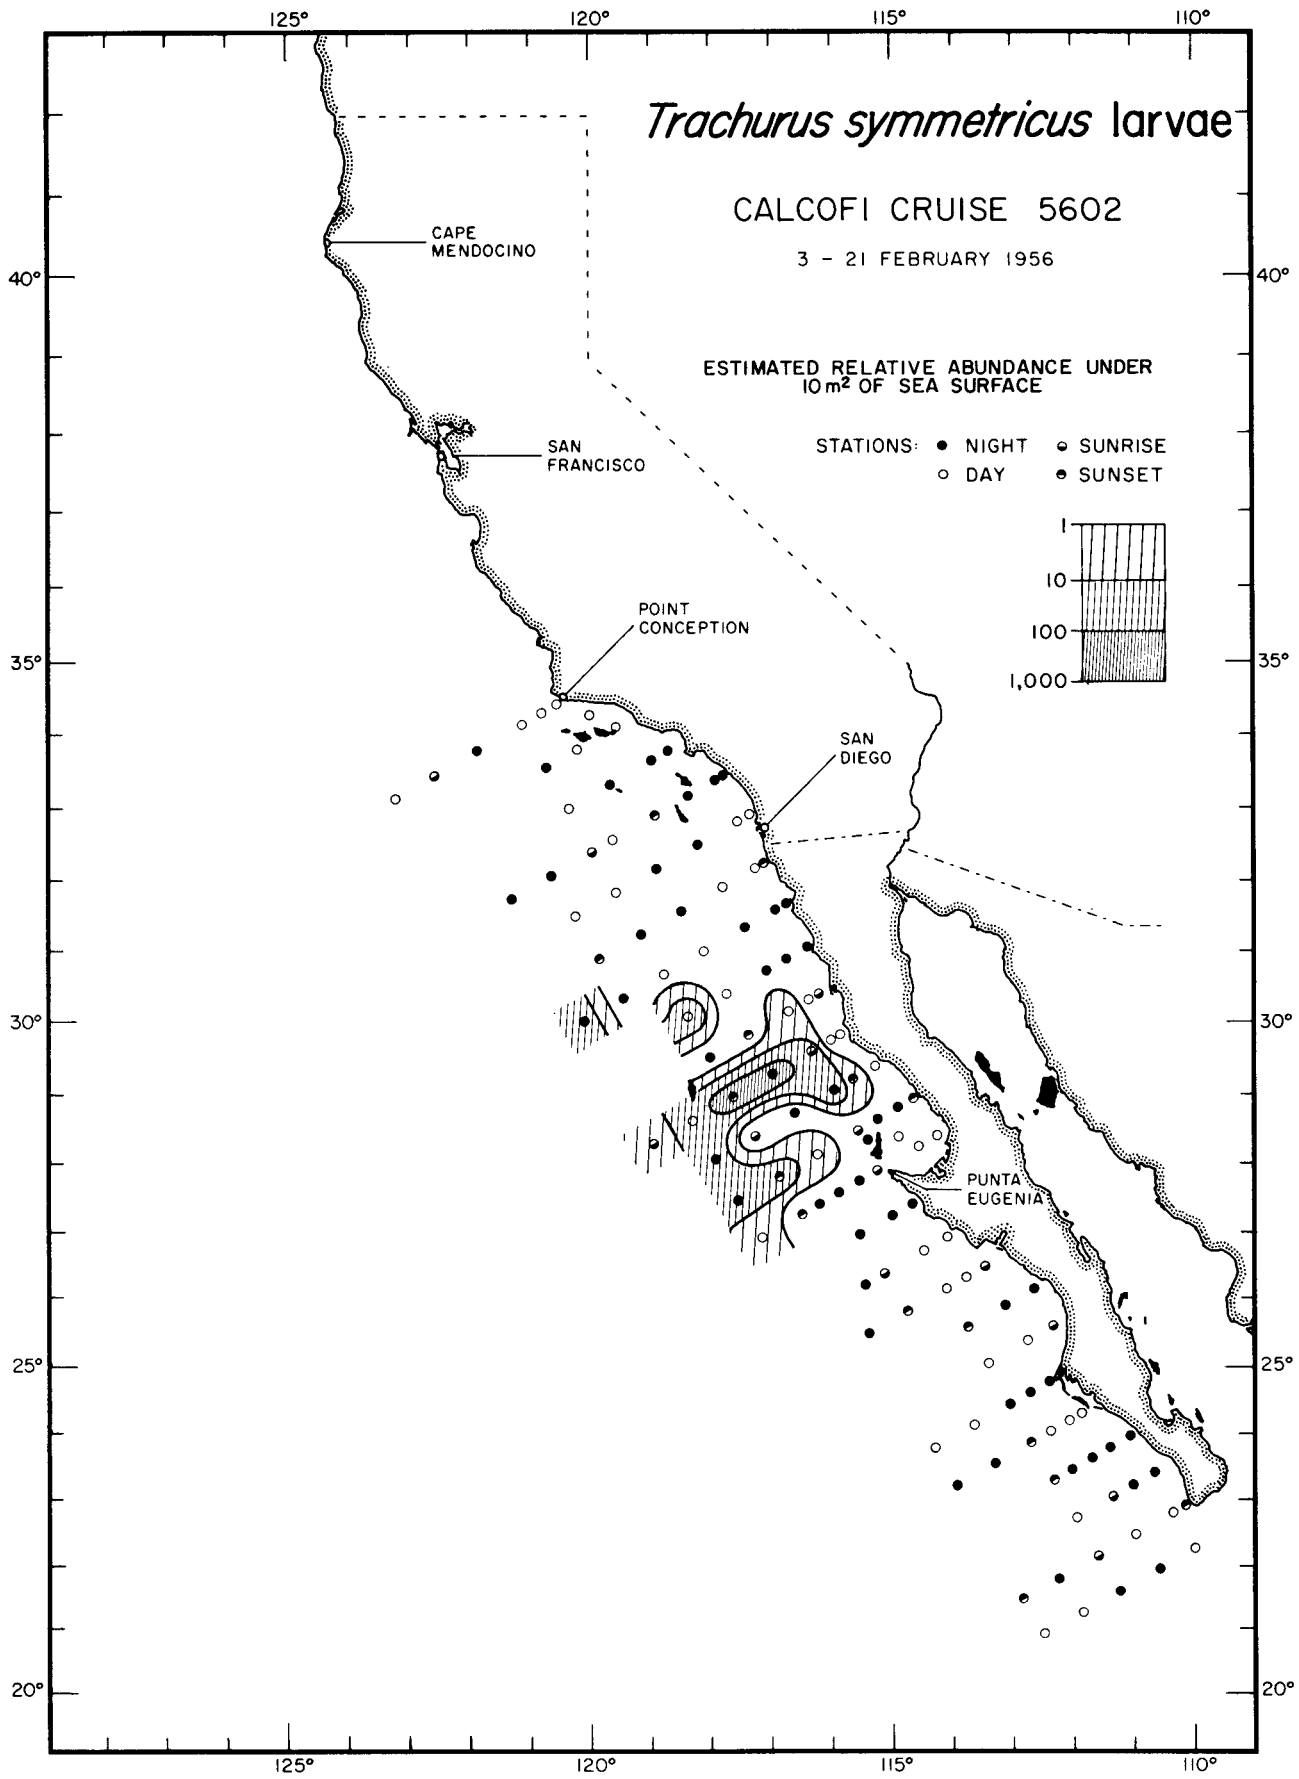 125° 120° 115° 110°
Trachurus symmetricus larvae
CALCOFI CRUISE 5602
3 – 21 FEBRUARY 1956
CAPE
MENDOCINO
40° 40°
ESTIMATED RELATIVE ABUNDANCE UNDER
10 m² OF SEA SURFACE
STATIONS: NIGHT SUNRISE
DAY SUNSET
SAN
FRANCISCO
1
10
100
1,000
POINT
CONCEPTION
35° 35°
SAN
DIEGO
30° 30°
PUNTA
EUGENIA
25° 25°
20° 20°
125° 120° 115° 110°